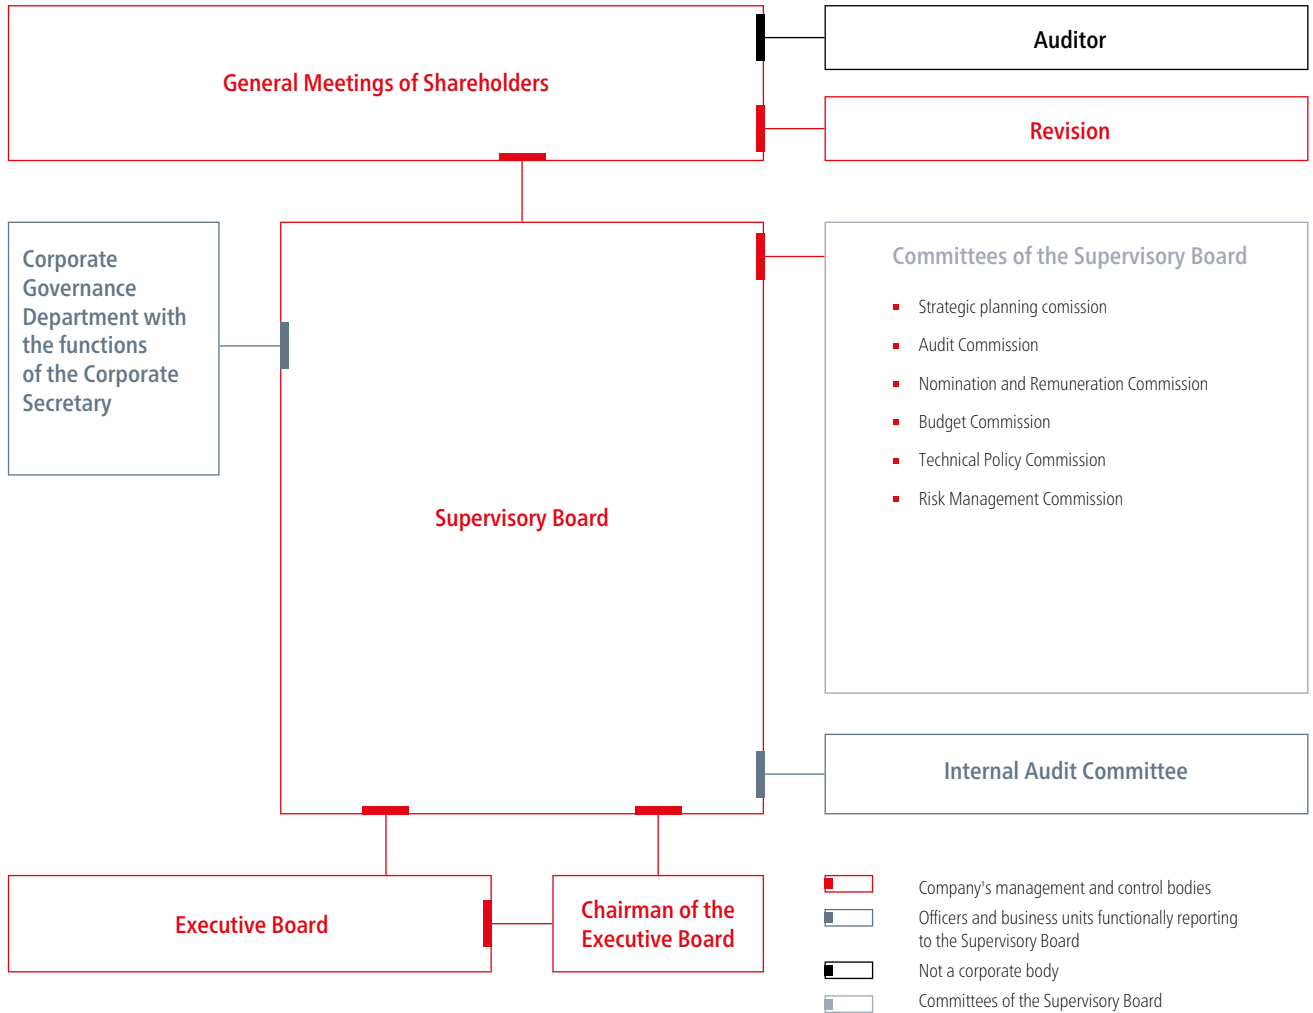 General Meetings of Shareholders
Auditor
Revision
Corporate
Governance
Department with
the functions
of the Corporate
Secretary
Supervisory Board
Committees of the Supervisory Board
Strategic planning comission
Audit Commission
Nomination and Remuneration Commission
Budget Commission
Technical Policy Commission
Risk Management Commission
Internal Audit Committee
Executive Board
Chairman of the
Executive Board
Company's management and control bodies
Officers and business units functionally reporting
to the Supervisory Board
Not a corporate body
Committees of the Supervisory Board